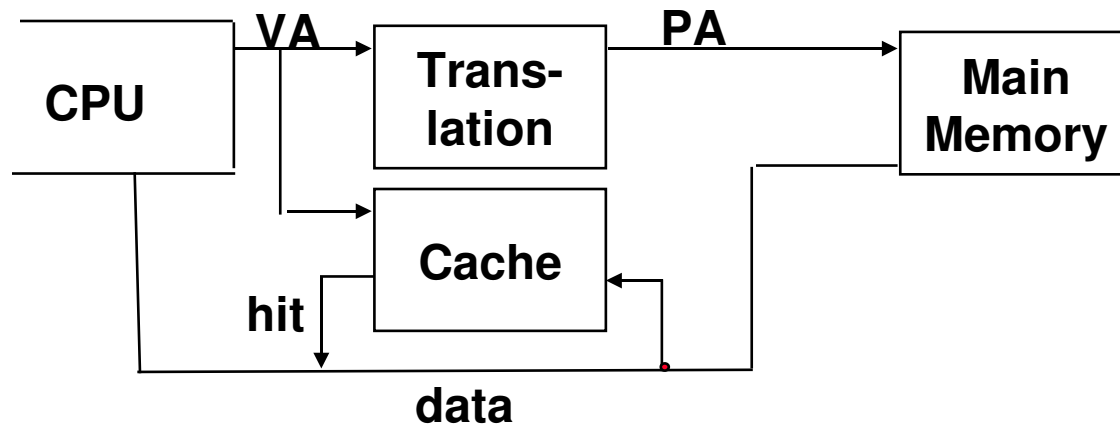 VA
PA
CPU
Trans-
lation
Main
Memory
Cache
hit
data